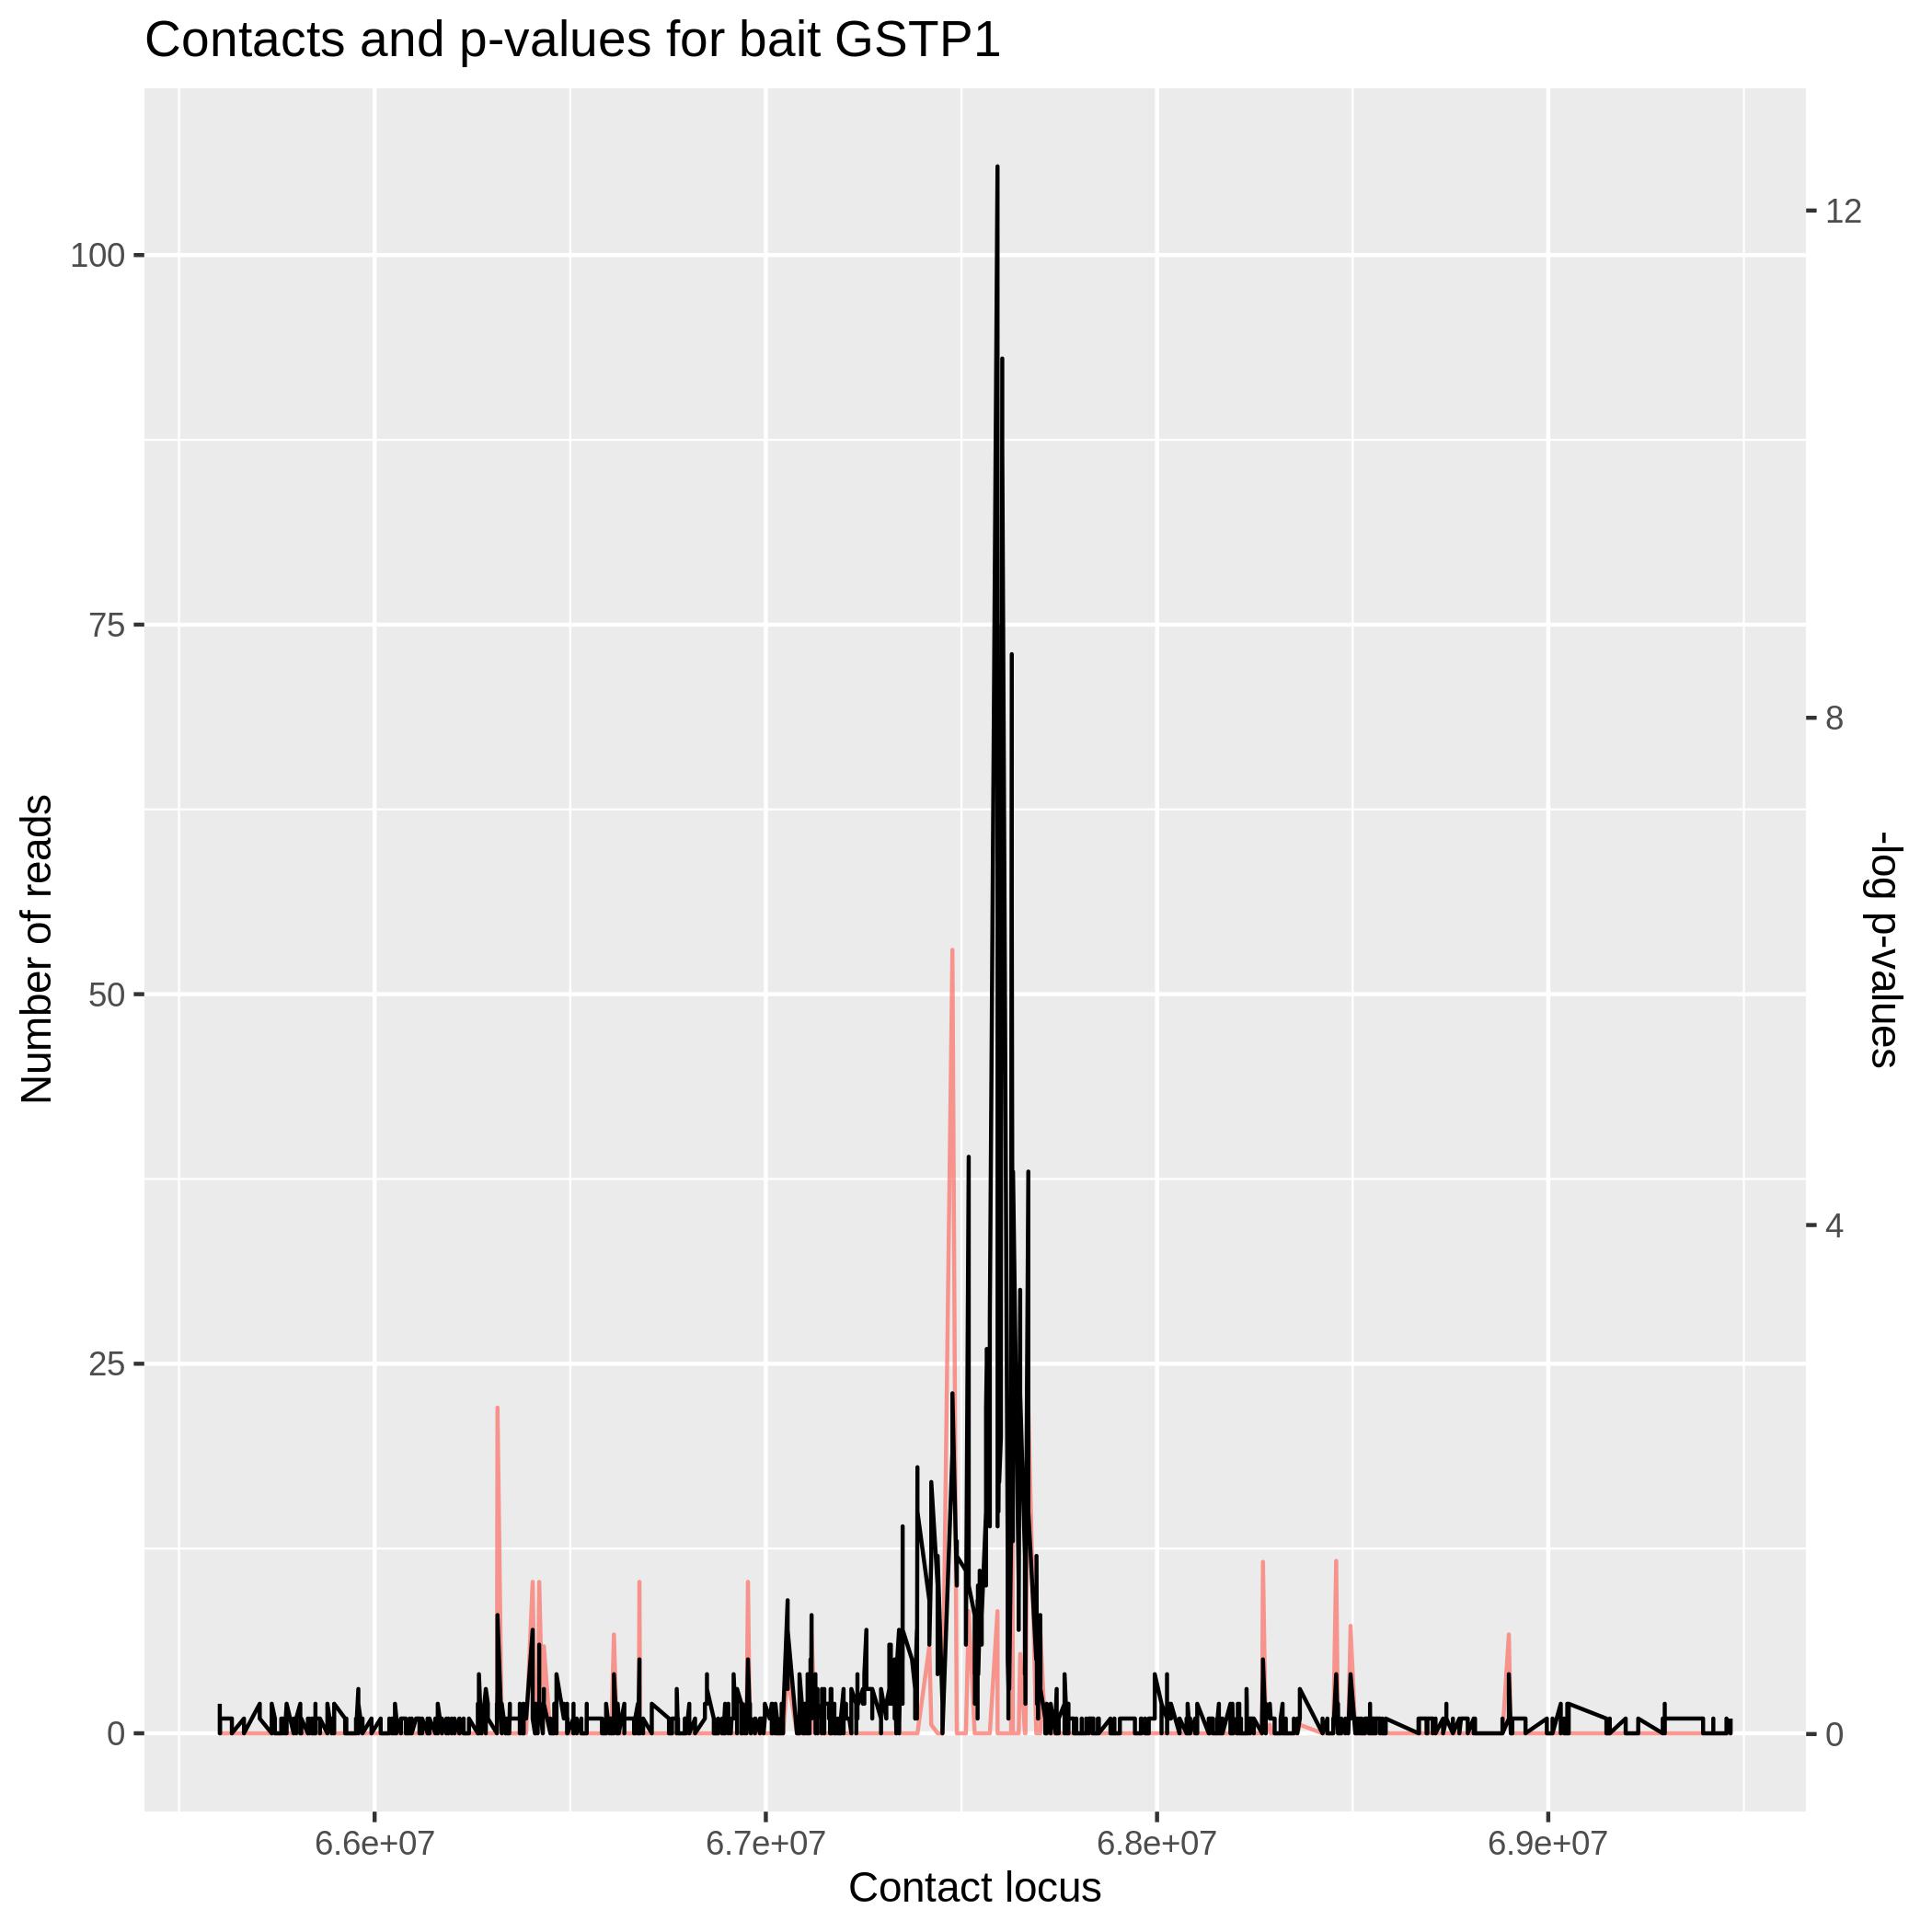 Contacts and p-values for bait GSTP1
100
75
50
25
0
12
8
4
0
Number of reads
-log p-values
6.6e+07 6.7e+07 6.8e+07 6.9e+07
Contact locus